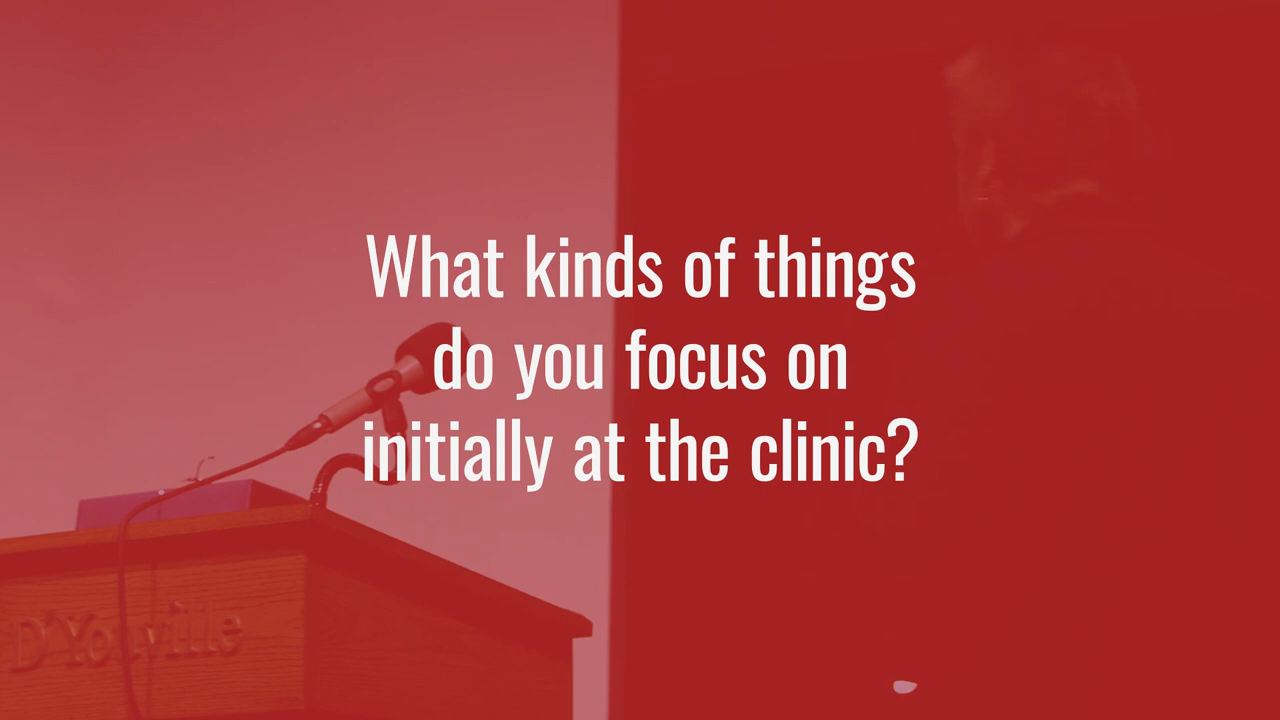 What kinds of things
do you focus on
initially at the clinic?
D'Youville